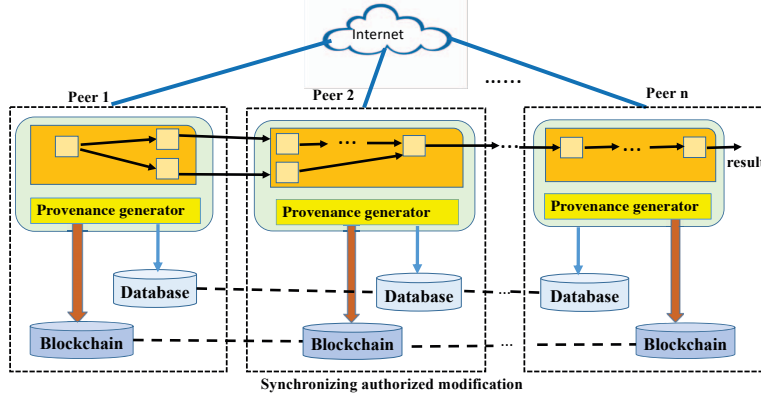 Internet
......
Peer 1
Peer 2
Peer n
...
...
...
result
Provenance generator
Provenance generator
Provenance generator
Database
Database
...
Database
Blockchain
Blockchain
...
Blockchain
Synchronizing authorized modification